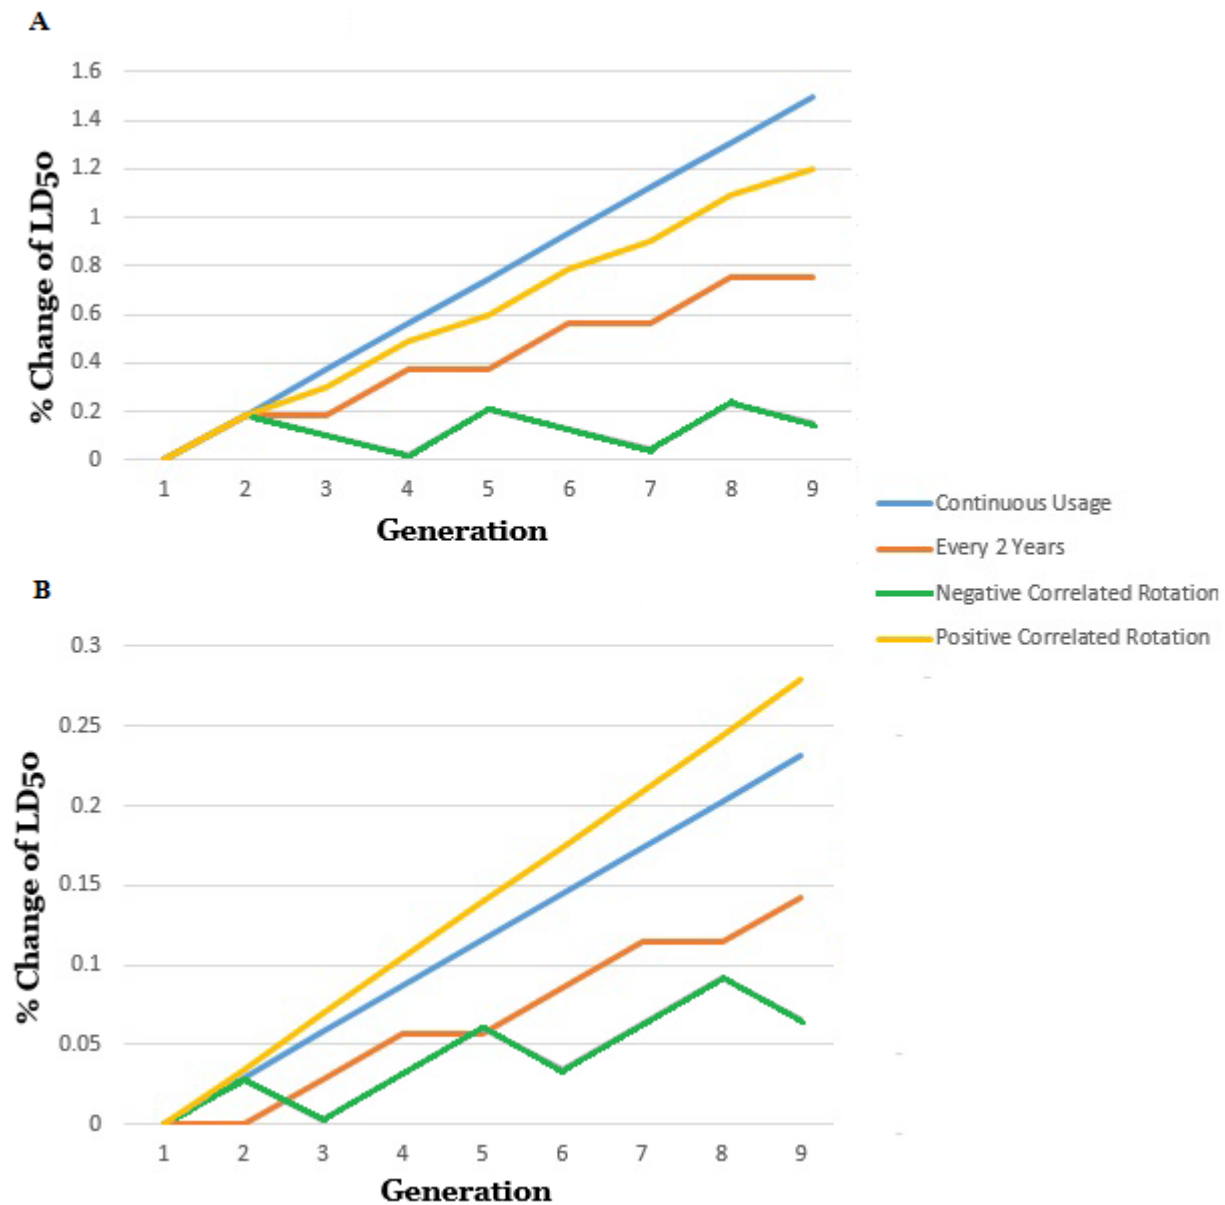 A
% Change of LD50
1.6
1.4
1.2
1
0.8
0.6
0.4
0.2
0
1 2 3 4 5 6 7 8 9
Generation
Continuous Usage
Every 2 Years
Negative Correlated Rotation
Positive Correlated Rotation
B
% Change of LD50
0.3
0.25
0.2
0.15
0.1
0.05
0
1 2 3 4 5 6 7 8 9
Generation